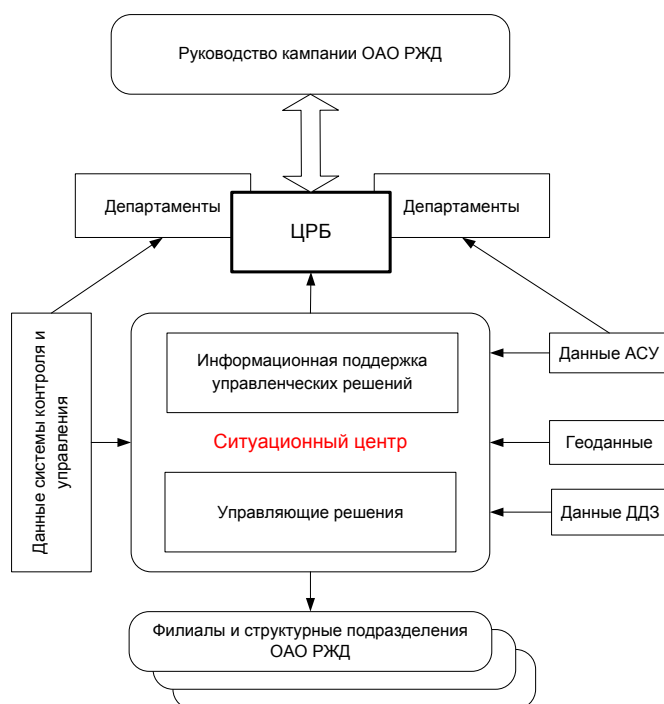 Руководство кампании ОАО РЖД
Департаменты
ЦРБ
Департаменты
Данные системы контроля и
управления
Информационная поддержка
управленческих решений
Ситуационный центр
Управляющие решения
Данные АСУ
Геоданные
Данные ДДЗ
Филиалы и структурные подразделения
ОАО РЖД